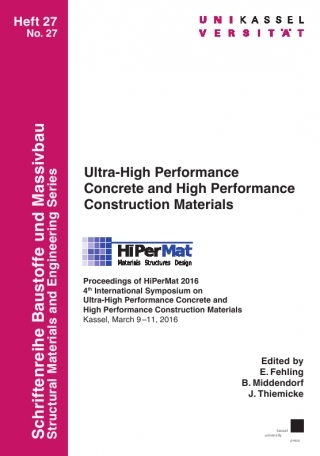 Heft 27
No. 27
UNIKASSEL
VERSITÄT
Schriftenreihe Baustoffe und Massivbau
Structural Materials and Engineering Series
Ultra-High Performance
Concrete and High Performance
Construction Materials
HiPerMat
Materials Structures Design
Proceedings of HiPerMat 2016
4th International Symposium on
Ultra-High Performance Concrete and
High Performance Construction Materials
Kassel, March 9–11, 2016
Edited by
E. Fehling
B. Middendorf
J. Thiemicke
kassel
university
press